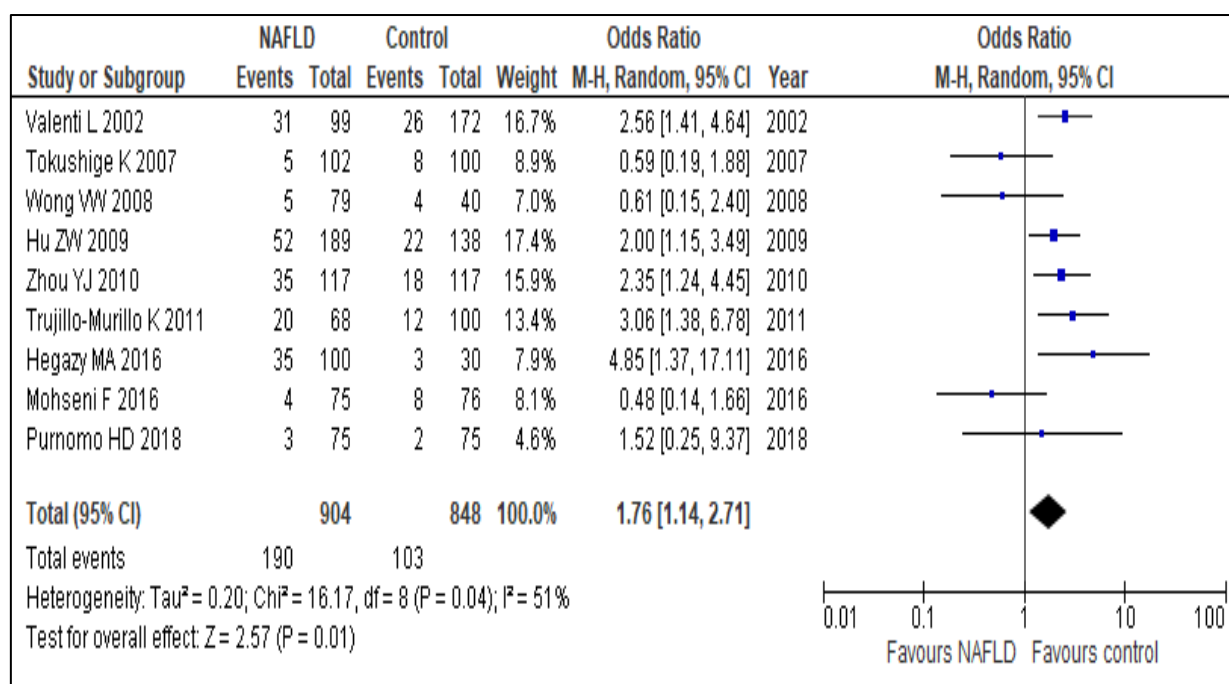 NAFLD Control Odds Ratio Odds Ratio
Study or Subgroup Events Total Events Total Weight M-H, Random, 95% CI Year M-H, Random, 95% CI
Valenti L 2002 31 99 26 172 16.7% 2.56 [1.41, 4.64] 2002
Tokushige K 2007 5 102 8 100 8.9% 0.59 [0.19, 1.88] 2007
Wong VW 2008 5 79 4 40 7.0% 0.61 [0.15, 2.40] 2008
Hu ZW 2009 52 189 22 138 17.4% 2.00 [1.15, 3.49] 2009
Zhou YJ 2010 35 117 18 117 15.9% 2.35 [1.24, 4.45] 2010
Trujillo-Murillo K 2011 20 68 12 100 13.4% 3.06 [1.38, 6.78] 2011
Hegazy MA 2016 35 100 3 30 7.9% 4.85 [1.37, 17.11] 2016
Mohseni F 2016 4 75 8 76 8.1% 0.48 [0.14, 1.66] 2016
Purnomo HD 2018 3 75 2 75 4.6% 1.52 [0.25, 9.37] 2018
Total (95% CI) 904 848 100.0% 1.76 [1.14, 2.71]
Total events 190 103
Heterogeneity: Tau² = 0.20; Chi² = 16.17, df = 8 (P = 0.04); I² = 51%
Test for overall effect: Z = 2.57 (P = 0.01)
0.01 0.1 1 10 100
Favours NAFLD Favours control